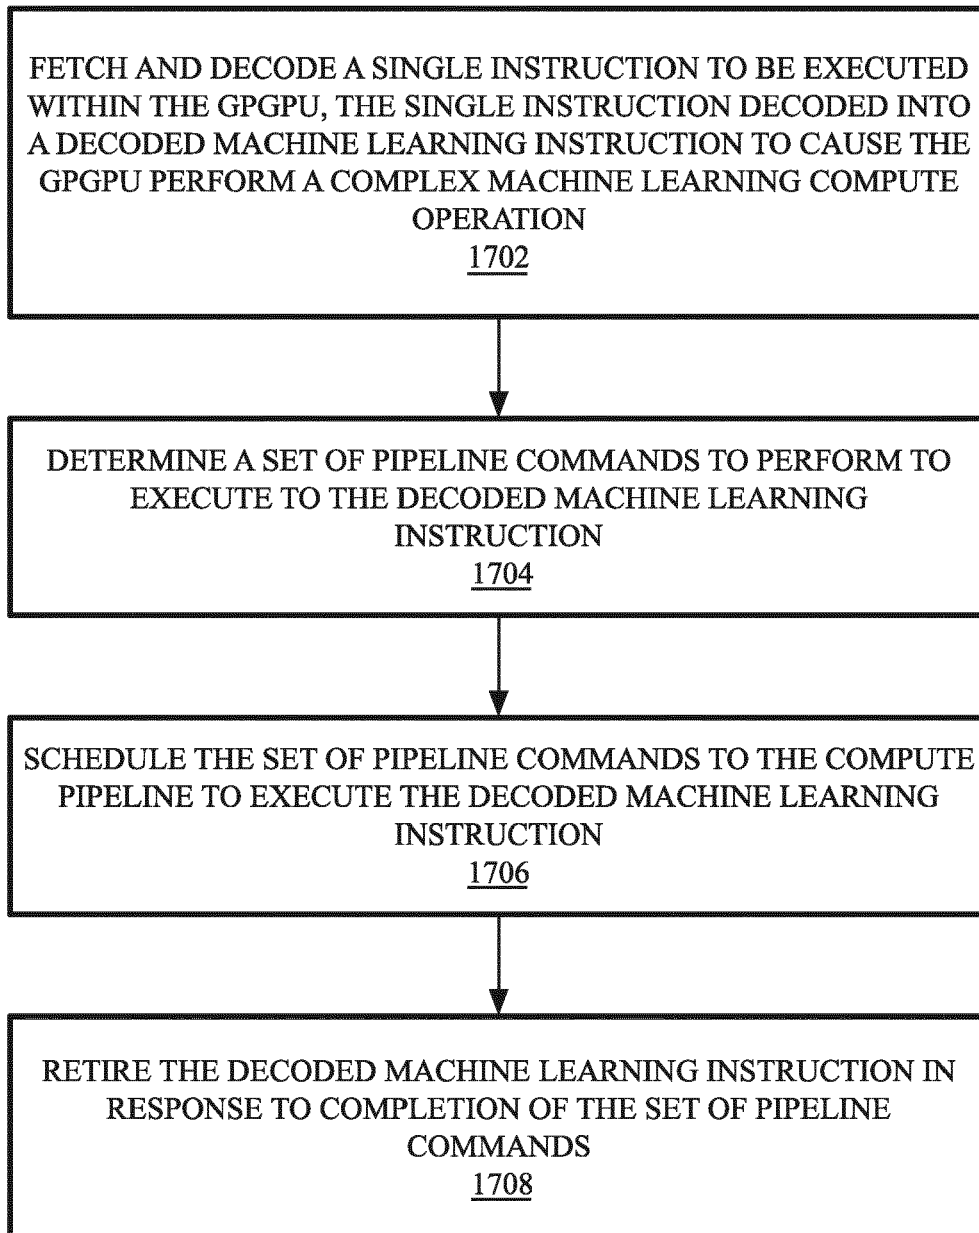 FETCH AND DECODE A SINGLE INSTRUCTION TO BE EXECUTED
WITHIN THE GPGPU, THE SINGLE INSTRUCTION DECODED INTO
A DECODED MACHINE LEARNING INSTRUCTION TO CAUSE THE
GPGPU PERFORM A COMPLEX MACHINE LEARNING COMPUTE
OPERATION
1702
DETERMINE A SET OF PIPELINE COMMANDS TO PERFORM TO
EXECUTE TO THE DECODED MACHINE LEARNING
INSTRUCTION
1704
SCHEDULE THE SET OF PIPELINE COMMANDS TO THE COMPUTE
PIPELINE TO EXECUTE THE DECODED MACHINE LEARNING
INSTRUCTION
1706
RETIRE THE DECODED MACHINE LEARNING INSTRUCTION IN
RESPONSE TO COMPLETION OF THE SET OF PIPELINE
COMMANDS
1708